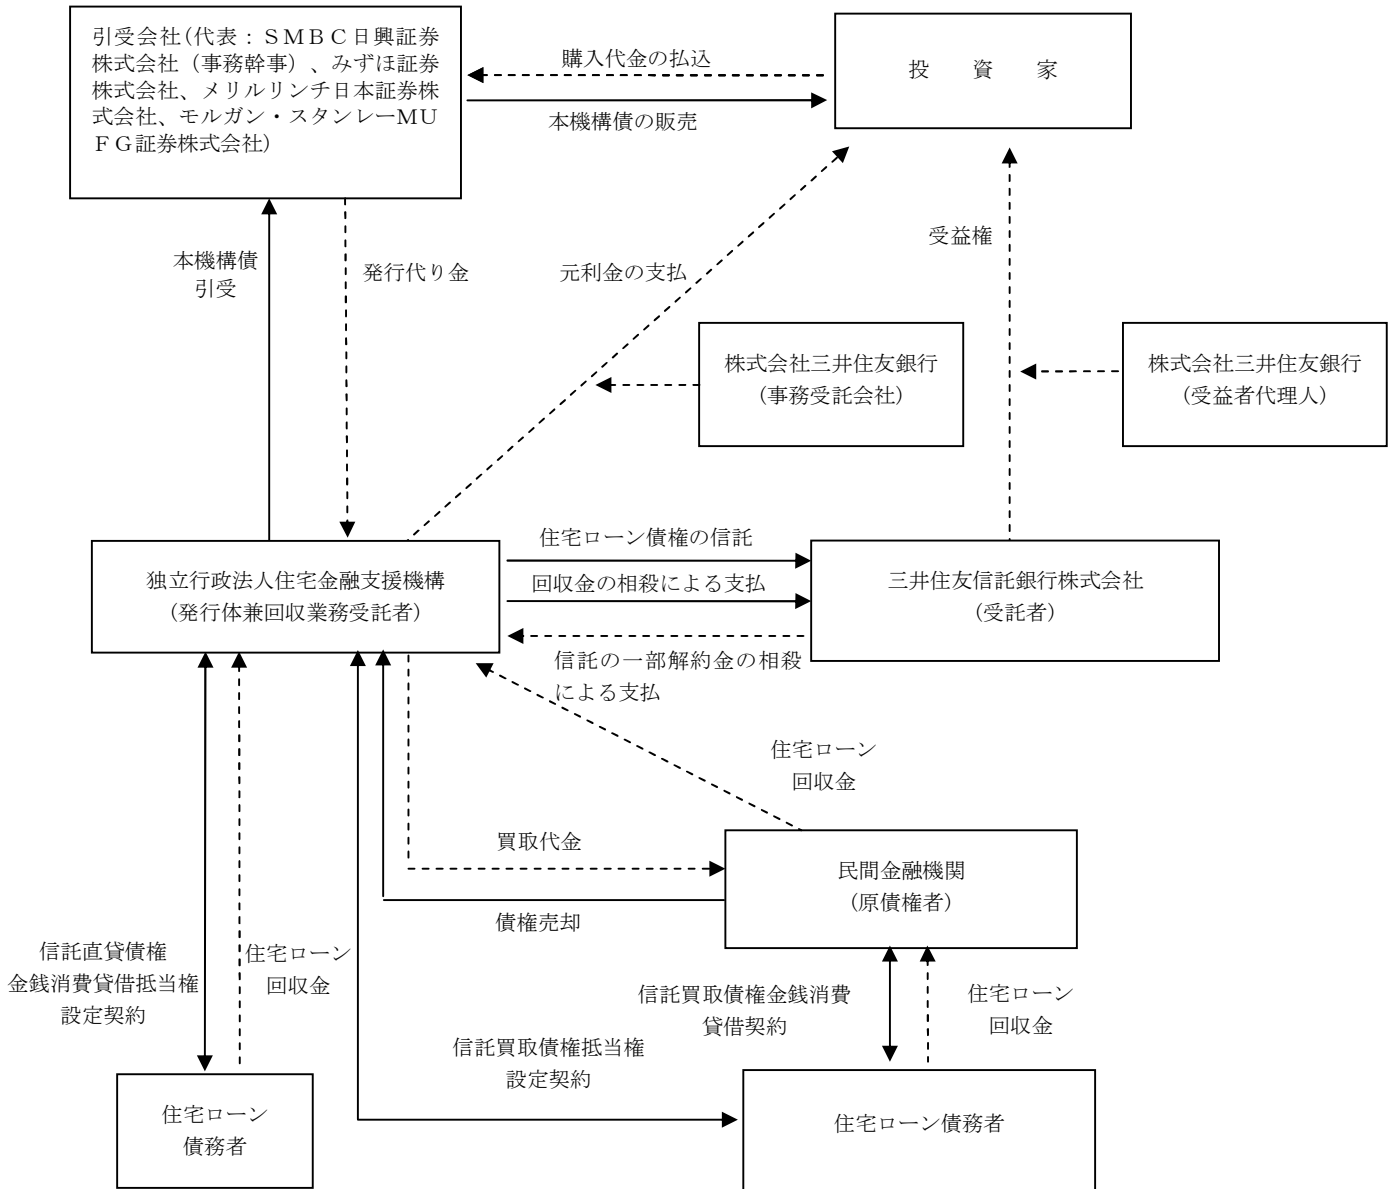 引受会社(代表：ＳＭＢＣ日興証券
株式会社（事務幹事）、みずほ証券
株式会社、メリルリンチ日本証券株
式会社、モルガン・スタンレーMU
ＦＧ証券株式会社)
購入代金の払込
本機構債の販売
投　資　家
本機構債
引受
発行代り金
元利金の支払
受益権
株式会社三井住友銀行
（事務受託会社）
株式会社三井住友銀行
（受益者代理人）
独立行政法人住宅金融支援機構
（発行体兼回収業務受託者）
住宅ローン債権の信託
回収金の相殺による支払
信託の一部解約金の相殺
による支払
三井住友信託銀行株式会社
（受託者）
住宅ローン
回収金
買取代金
債権売却
民間金融機関
（原債権者）
信託直貸債権
金銭消費貸借抵当権
設定契約
住宅ローン
回収金
信託買取債権金銭消費
貸借契約
住宅ローン
回収金
信託買取債権抵当権
設定契約
住宅ローン
債務者
住宅ローン債務者